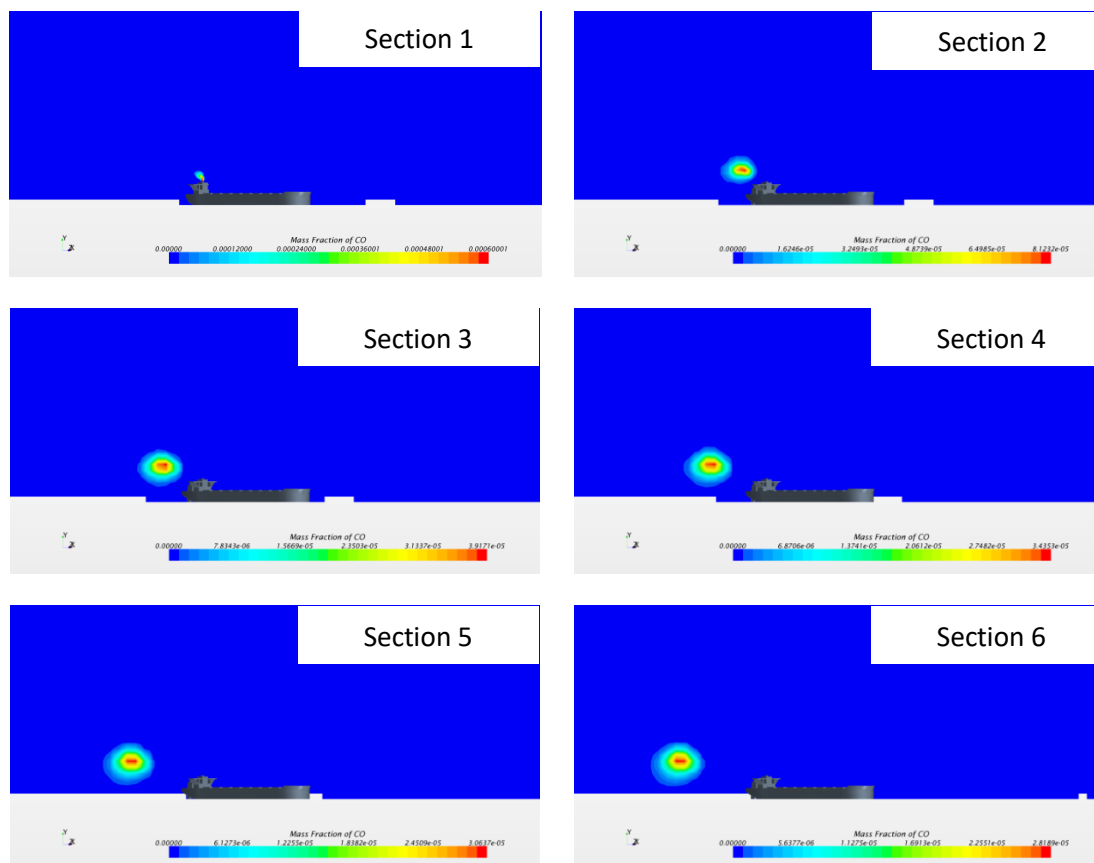 Section 1
Y
X
Mass Fraction of CO
0.00000 0.00012000 0.00024000 0.00036001 0.00048001 0.00060001
Section 2
Y
X
Mass Fraction of CO
0.00000 1.6246e-05 3.2493e-05 4.8739e-05 6.4985e-05 8.1232e-05
Section 3
Y
X
Mass Fraction of CO
0.00000 7.8343e-06 1.5669e-05 2.3503e-05 3.1337e-05 3.9171e-05
Section 4
Y
X
Mass Fraction of CO
0.00000 6.8706e-06 1.3741e-05 2.0612e-05 2.7482e-05 3.4353e-05
Section 5
Y
X
Mass Fraction of CO
0.00000 6.1273e-06 1.2255e-05 1.8382e-05 2.4509e-05 3.0637e-05
Section 6
Y
X
Mass Fraction of CO
0.00000 5.6377e-06 1.1275e-05 1.6913e-05 2.2551e-05 2.8189e-05